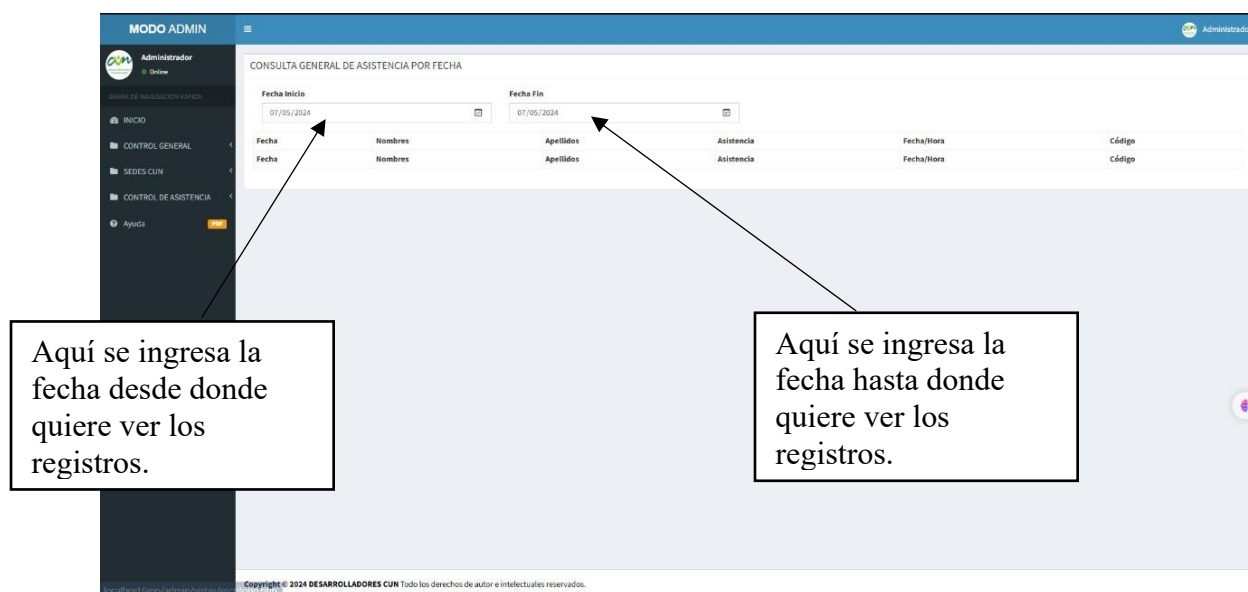 MODO ADMIN
Administrador
Administrador
Online
BARRA DE NAVEGACION RAPIDA
INICIO
CONTROL GENERAL
SEDES CUN
CONTROL DE ASISTENCIA
Ayuda PDF
CONSULTA GENERAL DE ASISTENCIA POR FECHA
Fecha Inicio Fecha Fin
07/05/2024 07/05/2024
Fecha Nombres Apellidos Asistencia Fecha/Hora Código
Fecha Nombres Apellidos Asistencia Fecha/Hora Código
Aquí se ingresa la
fecha desde donde
quiere ver los
registros.
Aquí se ingresa la
fecha hasta donde
quiere ver los
registros.
Copyright © 2024 DESARROLLADORES CUN Todo los derechos de autor e intelectuales reservados.